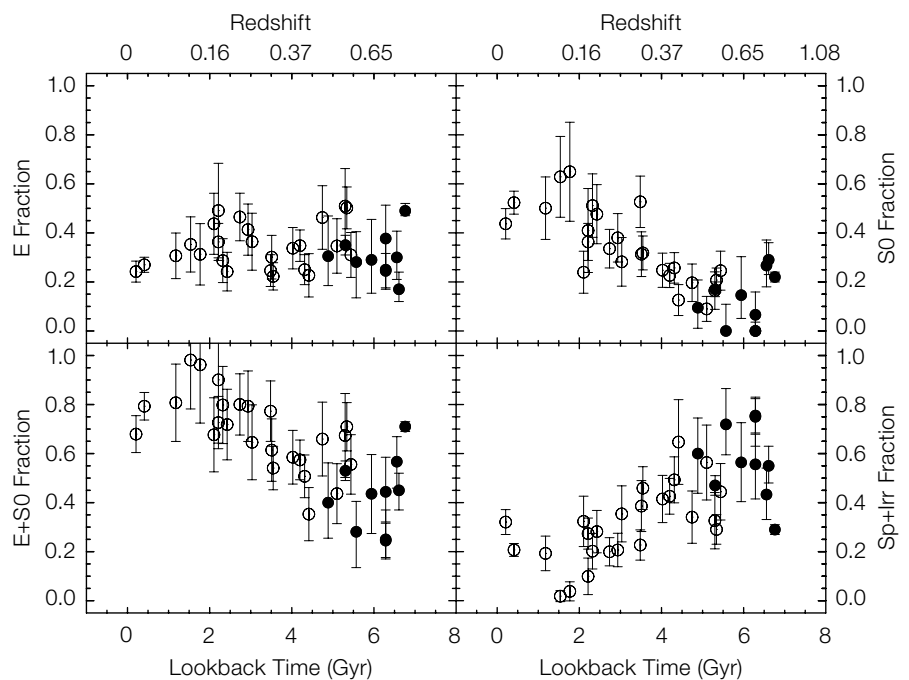 Redshift Redshift
0 0.16 0.37 0.65 0 0.16 0.37 0.65 1.08
1.0 1.0
0.8 0.8
0.6 0.6
0.4 0.4
0.2 0.2
0.0 0.0
E Fraction
S0 Fraction
1.0 1.0
0.8 0.8
0.6 0.6
0.4 0.4
0.2 0.2
0.0 0.0
E+S0 Fraction
Sp+Irr Fraction
0 2 4 6 8 0 2 4 6 8
Lookback Time (Gyr) Lookback Time (Gyr)